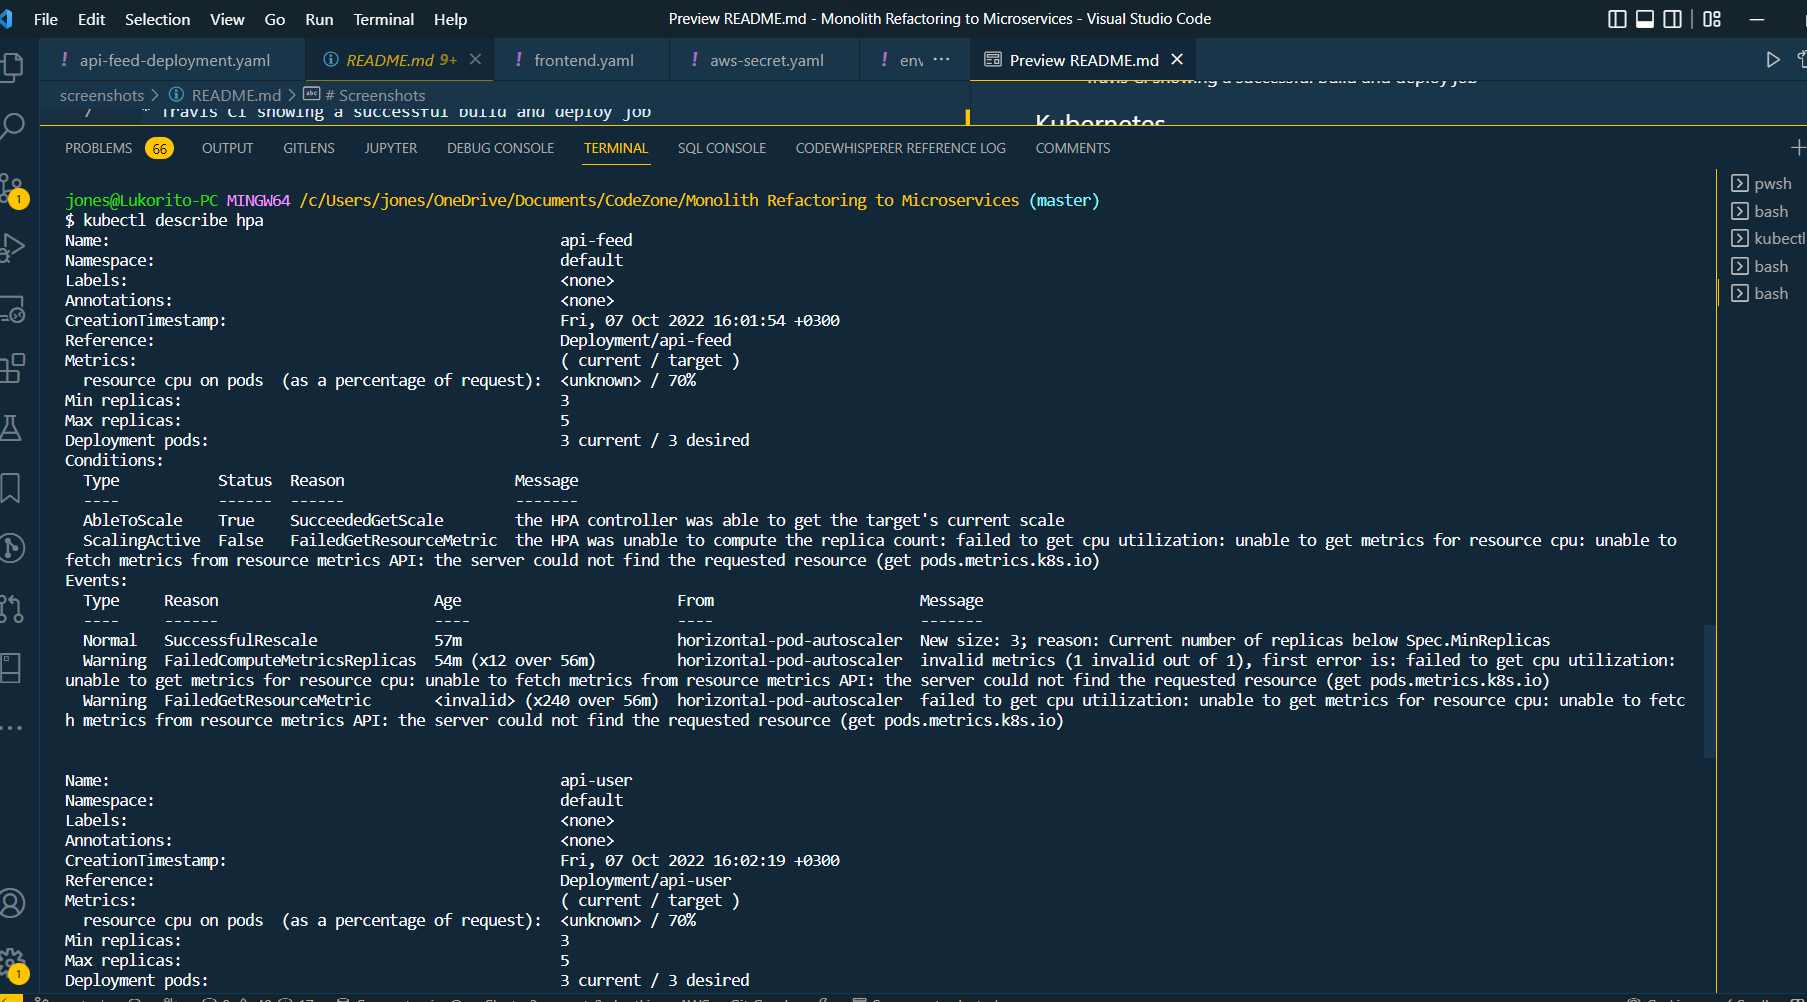 File Edit Selection View Go Run Terminal Help Preview README.md - Monolith Refactoring to Microservices - Visual Studio Code
! api-feed-deployment.yaml README.md 9+ ! frontend.yaml ! aws-secret.yaml ! env ··· Preview README.md
screenshots > README.md > # Screenshots
7 * Travis CI showing a successful build and deploy job
Travis CI showing a successful build and deploy job
Kubernetes
PROBLEMS 66 OUTPUT GITLENS JUPYTER DEBUG CONSOLE TERMINAL SQL CONSOLE CODEWHISPERER REFERENCE LOG COMMENTS
pwsh
bash
kubectl
bash
bash
1
1
jones@Lukorito-PC MINGW64 /c/Users/jones/OneDrive/Documents/CodeZone/Monolith Refactoring to Microservices (master)
$ kubectl describe hpa
Name: api-feed
Namespace: default
Labels: <none>
Annotations: <none>
CreationTimestamp: Fri, 07 Oct 2022 16:01:54 +0300
Reference: Deployment/api-feed
Metrics: ( current / target )
resource cpu on pods (as a percentage of request): <unknown> / 70%
Min replicas: 3
Max replicas: 5
Deployment pods: 3 current / 3 desired
Conditions:
Type Status Reason Message
---- ------ ------ -------
AbleToScale True SucceededGetScale the HPA controller was able to get the target's current scale
ScalingActive False FailedGetResourceMetric the HPA was unable to compute the replica count: failed to get cpu utilization: unable to get metrics for resource cpu: unable to
fetch metrics from resource metrics API: the server could not find the requested resource (get pods.metrics.k8s.io)
Events:
Type Reason Age From Message
---- ------ ---- ---- -------
Normal SuccessfulRescale 57m horizontal-pod-autoscaler New size: 3; reason: Current number of replicas below Spec.MinReplicas
Warning FailedComputeMetricsReplicas 54m (x12 over 56m) horizontal-pod-autoscaler invalid metrics (1 invalid out of 1), first error is: failed to get cpu utilization:
unable to get metrics for resource cpu: unable to fetch metrics from resource metrics API: the server could not find the requested resource (get pods.metrics.k8s.io)
Warning FailedGetResourceMetric <invalid> (x240 over 56m) horizontal-pod-autoscaler failed to get cpu utilization: unable to get metrics for resource cpu: unable to fetc
h metrics from resource metrics API: the server could not find the requested resource (get pods.metrics.k8s.io)
Name: api-user
Namespace: default
Labels: <none>
Annotations: <none>
CreationTimestamp: Fri, 07 Oct 2022 16:02:19 +0300
Reference: Deployment/api-user
Metrics: ( current / target )
resource cpu on pods (as a percentage of request): <unknown> / 70%
Min replicas: 3
Max replicas: 5
Deployment pods: 3 current / 3 desired